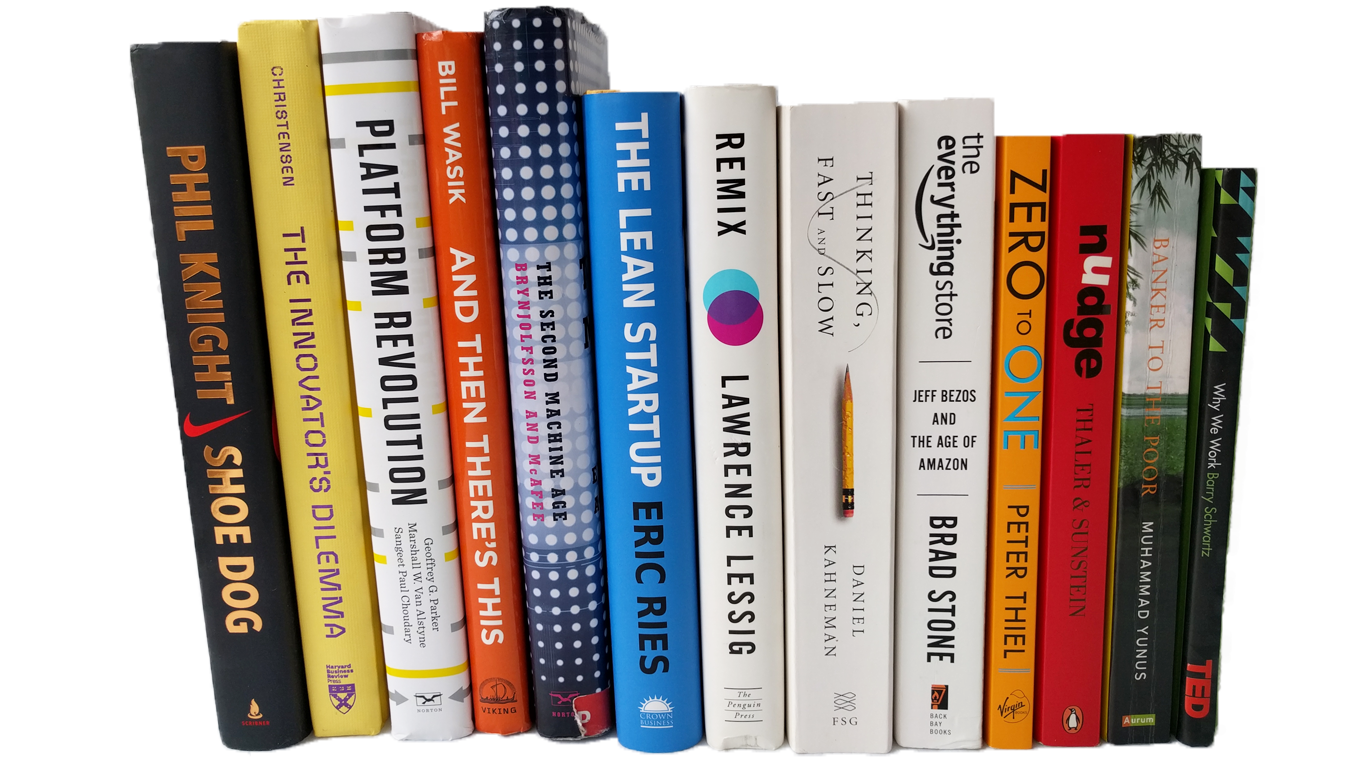 PHIL KNIGHT SHOE DOG
SCRIBNER
CHRISTENSEN THE INNOVATOR'S DILEMMA
Harvard
Business
Review
Press
PLATFORM REVOLUTION
Geoffrey G. Parker
Marshall W. Van Alstyne
Sangeet Paul Choudary
NORTON
BILL WASIK AND THEN THERE'S THIS
VIKING
THE SECOND MACHINE AGE
BRYNJOLFSSON AND McAFEE
THE LEAN STARTUP ERIC RIES
CROWN
BUSINESS
REMIX LAWRENCE LESSIG
The
Penguin
Press
THINKING,
FAST AND SLOW
DANIEL
KAHNEMAN
FSG
the
everything store
JEFF BEZOS
AND
THE AGE OF
AMAZON
BRAD STONE
BACK
BAY
BOOKS
ZERO TO ONE | PETER THIEL |
Virgin
nudge THALER & SUNSTEIN
BANKER TO THE POOR MUHAMMAD YUNUS
Aurum
Why We Work Barry Schwartz
TED